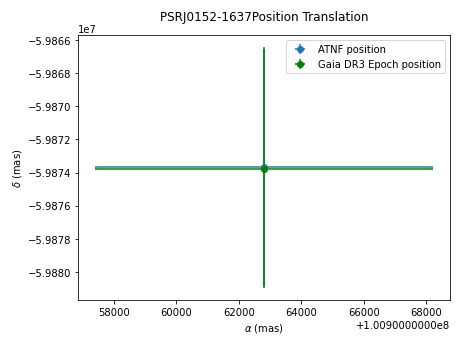 PSRJ0152-1637Position Translation
1e7
−5.9866
−5.9868
−5.9870
−5.9872
−5.9874
−5.9876
−5.9878
−5.9880
δ (mas)
ATNF position
Gaia DR3 Epoch position
58000 60000 62000 64000 66000 68000
+1.0090000000e8
α (mas)